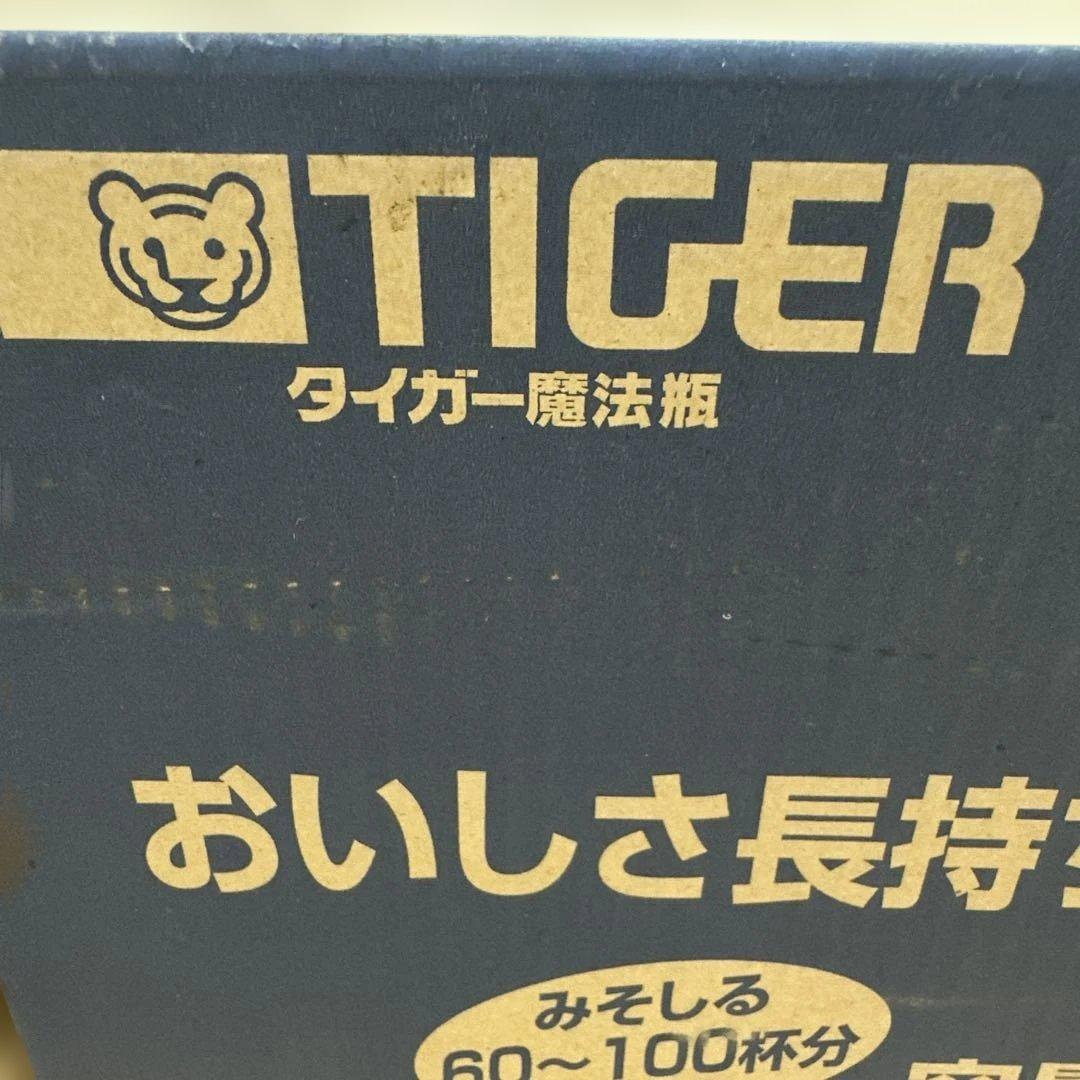 TIGER
タイガー魔法瓶
おいしさ長持
みそしる
60～100杯分